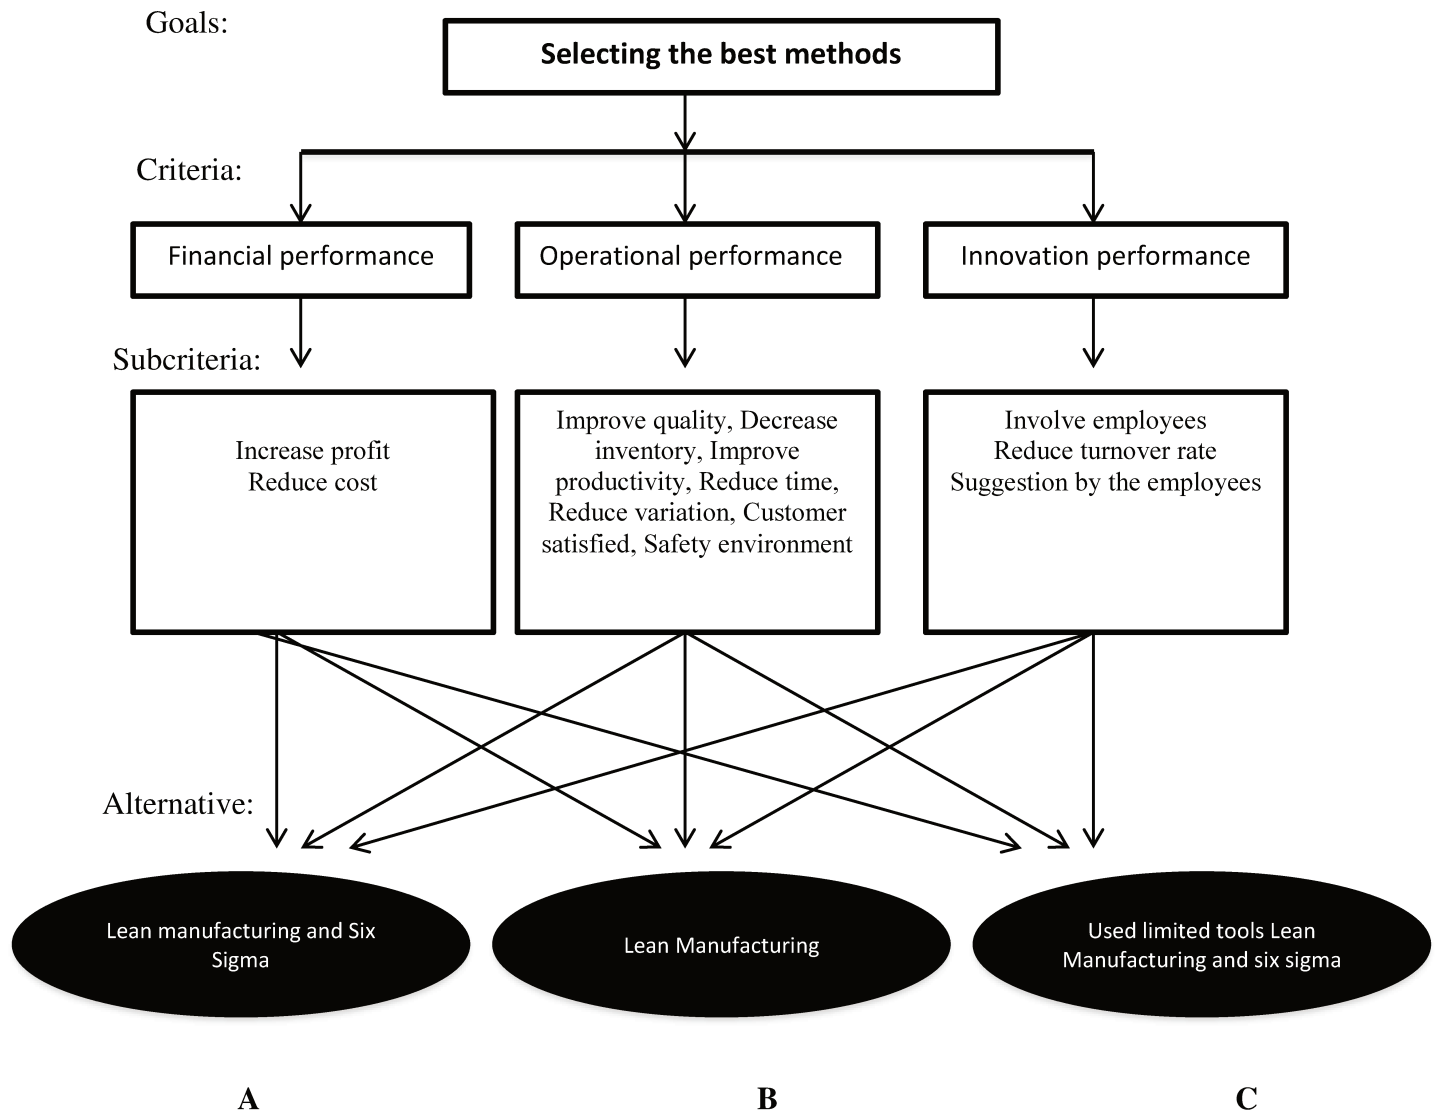 Goals:
Selecting the best methods
Criteria:
Financial performance
Operational performance
Innovation performance
Subcriteria:
Increase profit
Reduce cost
Improve quality, Decrease
inventory, Improve
productivity, Reduce time,
Reduce variation, Customer
satisfied, Safety environment
Involve employees
Reduce turnover rate
Suggestion by the employees
Alternative:
Lean manufacturing and Six
Sigma
Lean Manufacturing
Used limited tools Lean
Manufacturing and six sigma
A
B
C